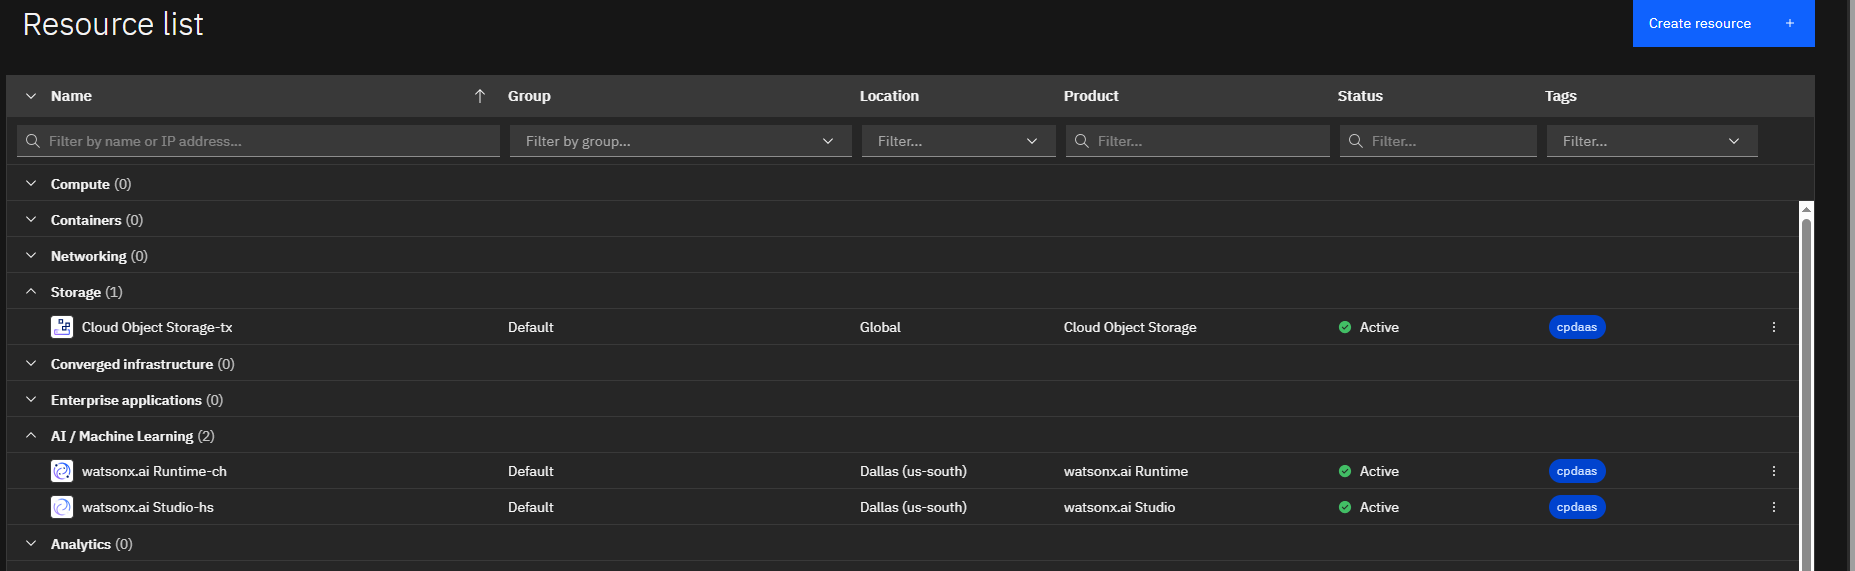 Resource list
Create resource +
Name Group Location Product Status Tags
Filter by name or IP address... Filter by group... Filter... Filter... Filter... Filter...
Compute (0)
Containers (0)
Networking (0)
Storage (1)
Cloud Object Storage-tx Default Global Cloud Object Storage Active cpdaas
Converged infrastructure (0)
Enterprise applications (0)
AI / Machine Learning (2)
watsonx.ai Runtime-ch Default Dallas (us-south) watsonx.ai Runtime Active cpdaas
watsonx.ai Studio-hs Default Dallas (us-south) watsonx.ai Studio Active cpdaas
Analytics (0)